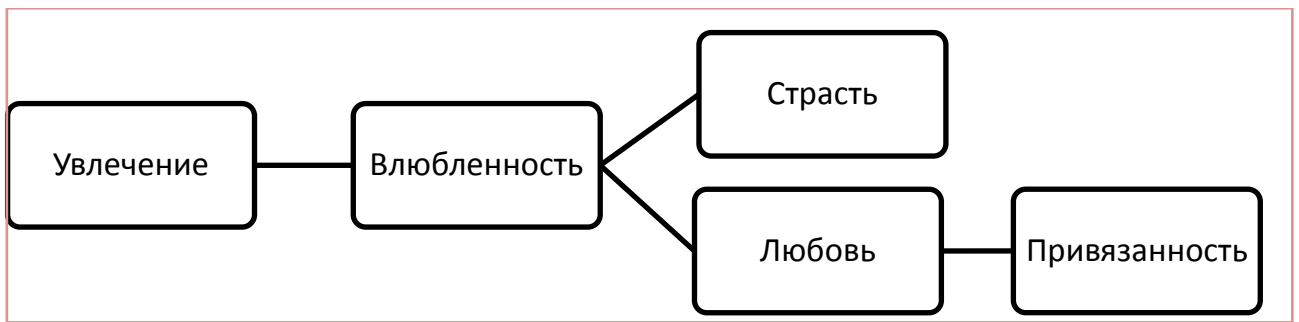 Увлечение
Влюбленность
Страсть
Любовь
Привязанность